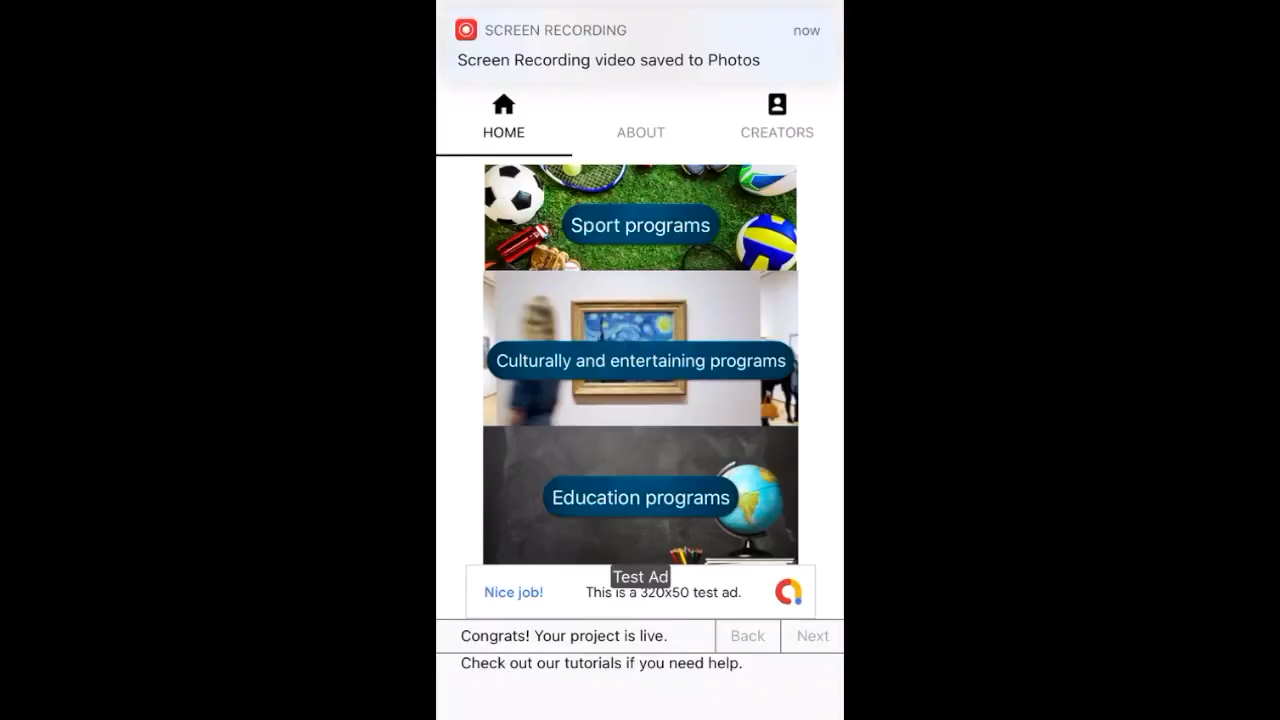 SCREEN RECORDING now
Screen Recording video saved to Photos
HOME ABOUT CREATORS
Sport programs
Culturally and entertaining programs
Education programs
Test Ad
Nice job! This is a 320x50 test ad.
Congrats! Your project is live. Back Next
Check out our tutorials if you need help.